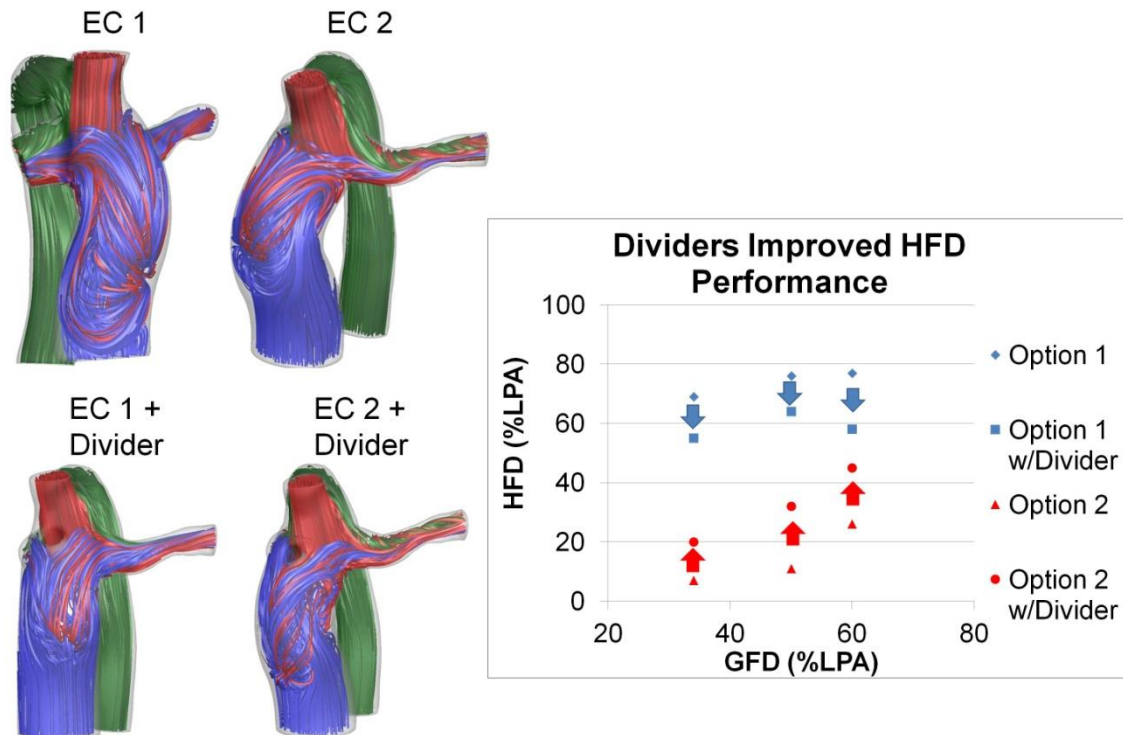 EC 1
EC 2
EC 1 +
Divider
EC 2 +
Divider
Dividers Improved HFD
Performance
HFD (%LPA)
100
80
60
40
20
0
20
40
60
80
GFD (%LPA)
Option 1
Option 1
w/Divider
Option 2
Option 2
w/Divider